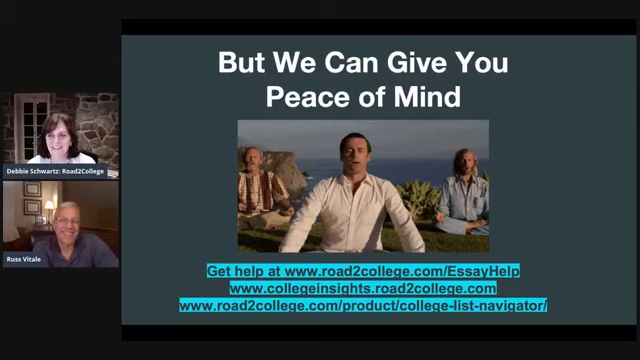 But We Can Give You
Peace of Mind
Debbie Schwartz: Road2College
Russ Vitale
Get help at www.road2college.com/EssayHelp
www.collegeinsights.road2college.com
www.road2college.com/product/college-list-navigator/